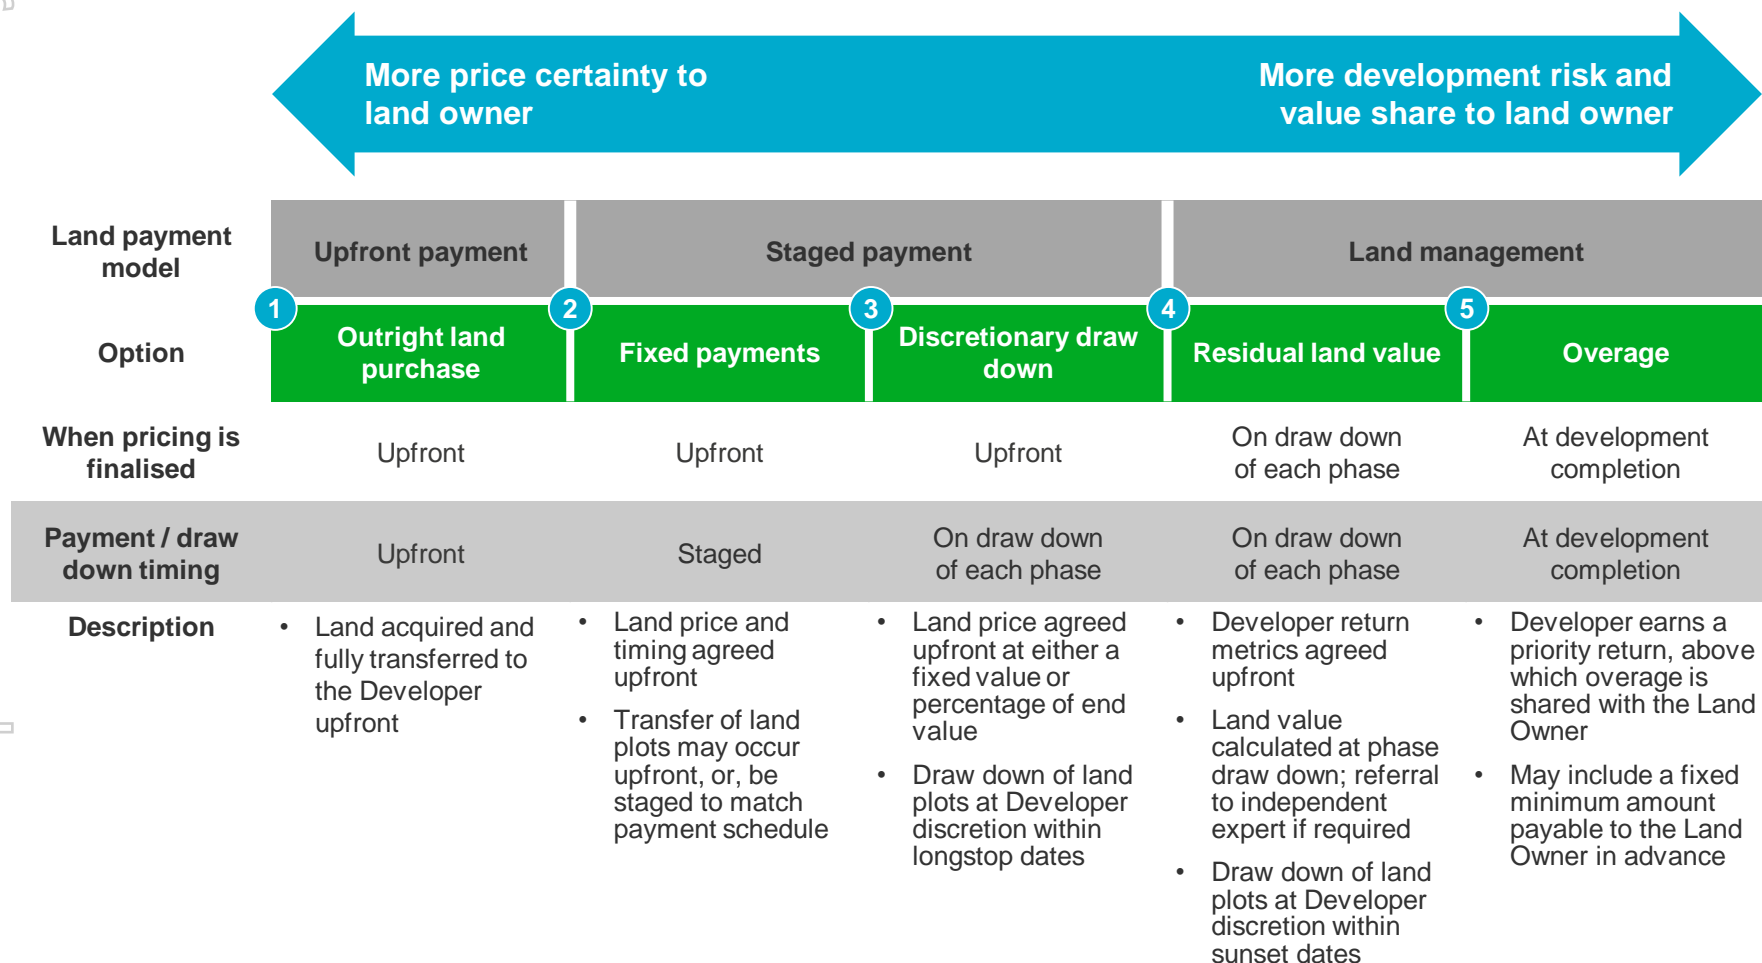 More price certainty to
land owner
More development risk and
value share to land owner
Land payment
model
Upfront payment
Staged payment
Land management
1
2
3
4
5
Option
Outright land
purchase
Fixed payments
Discretionary draw
down
Residual land value
Overage
When pricing is
finalised
Upfront
Upfront
Upfront
On draw down
of each phase
At development
completion
Payment / draw
down timing
Upfront
Staged
On draw down
of each phase
On draw down
of each phase
At development
completion
Description
• Land acquired and
fully transferred to
the Developer
upfront
• Land price and
timing agreed
upfront
• Transfer of land
plots may occur
upfront, or, be
staged to match
payment schedule
• Land price agreed
upfront at either a
fixed value or
percentage of end
value
• Draw down of land
plots at Developer
discretion within
longstop dates
• Developer return
metrics agreed
upfront
• Land value
calculated at phase
draw down; referral
to independent
expert if required
• Draw down of land
plots at Developer
discretion within
sunset dates
• Developer earns a
priority return, above
which overage is
shared with the Land
Owner
• May include a fixed
minimum amount
payable to the Land
Owner in advance